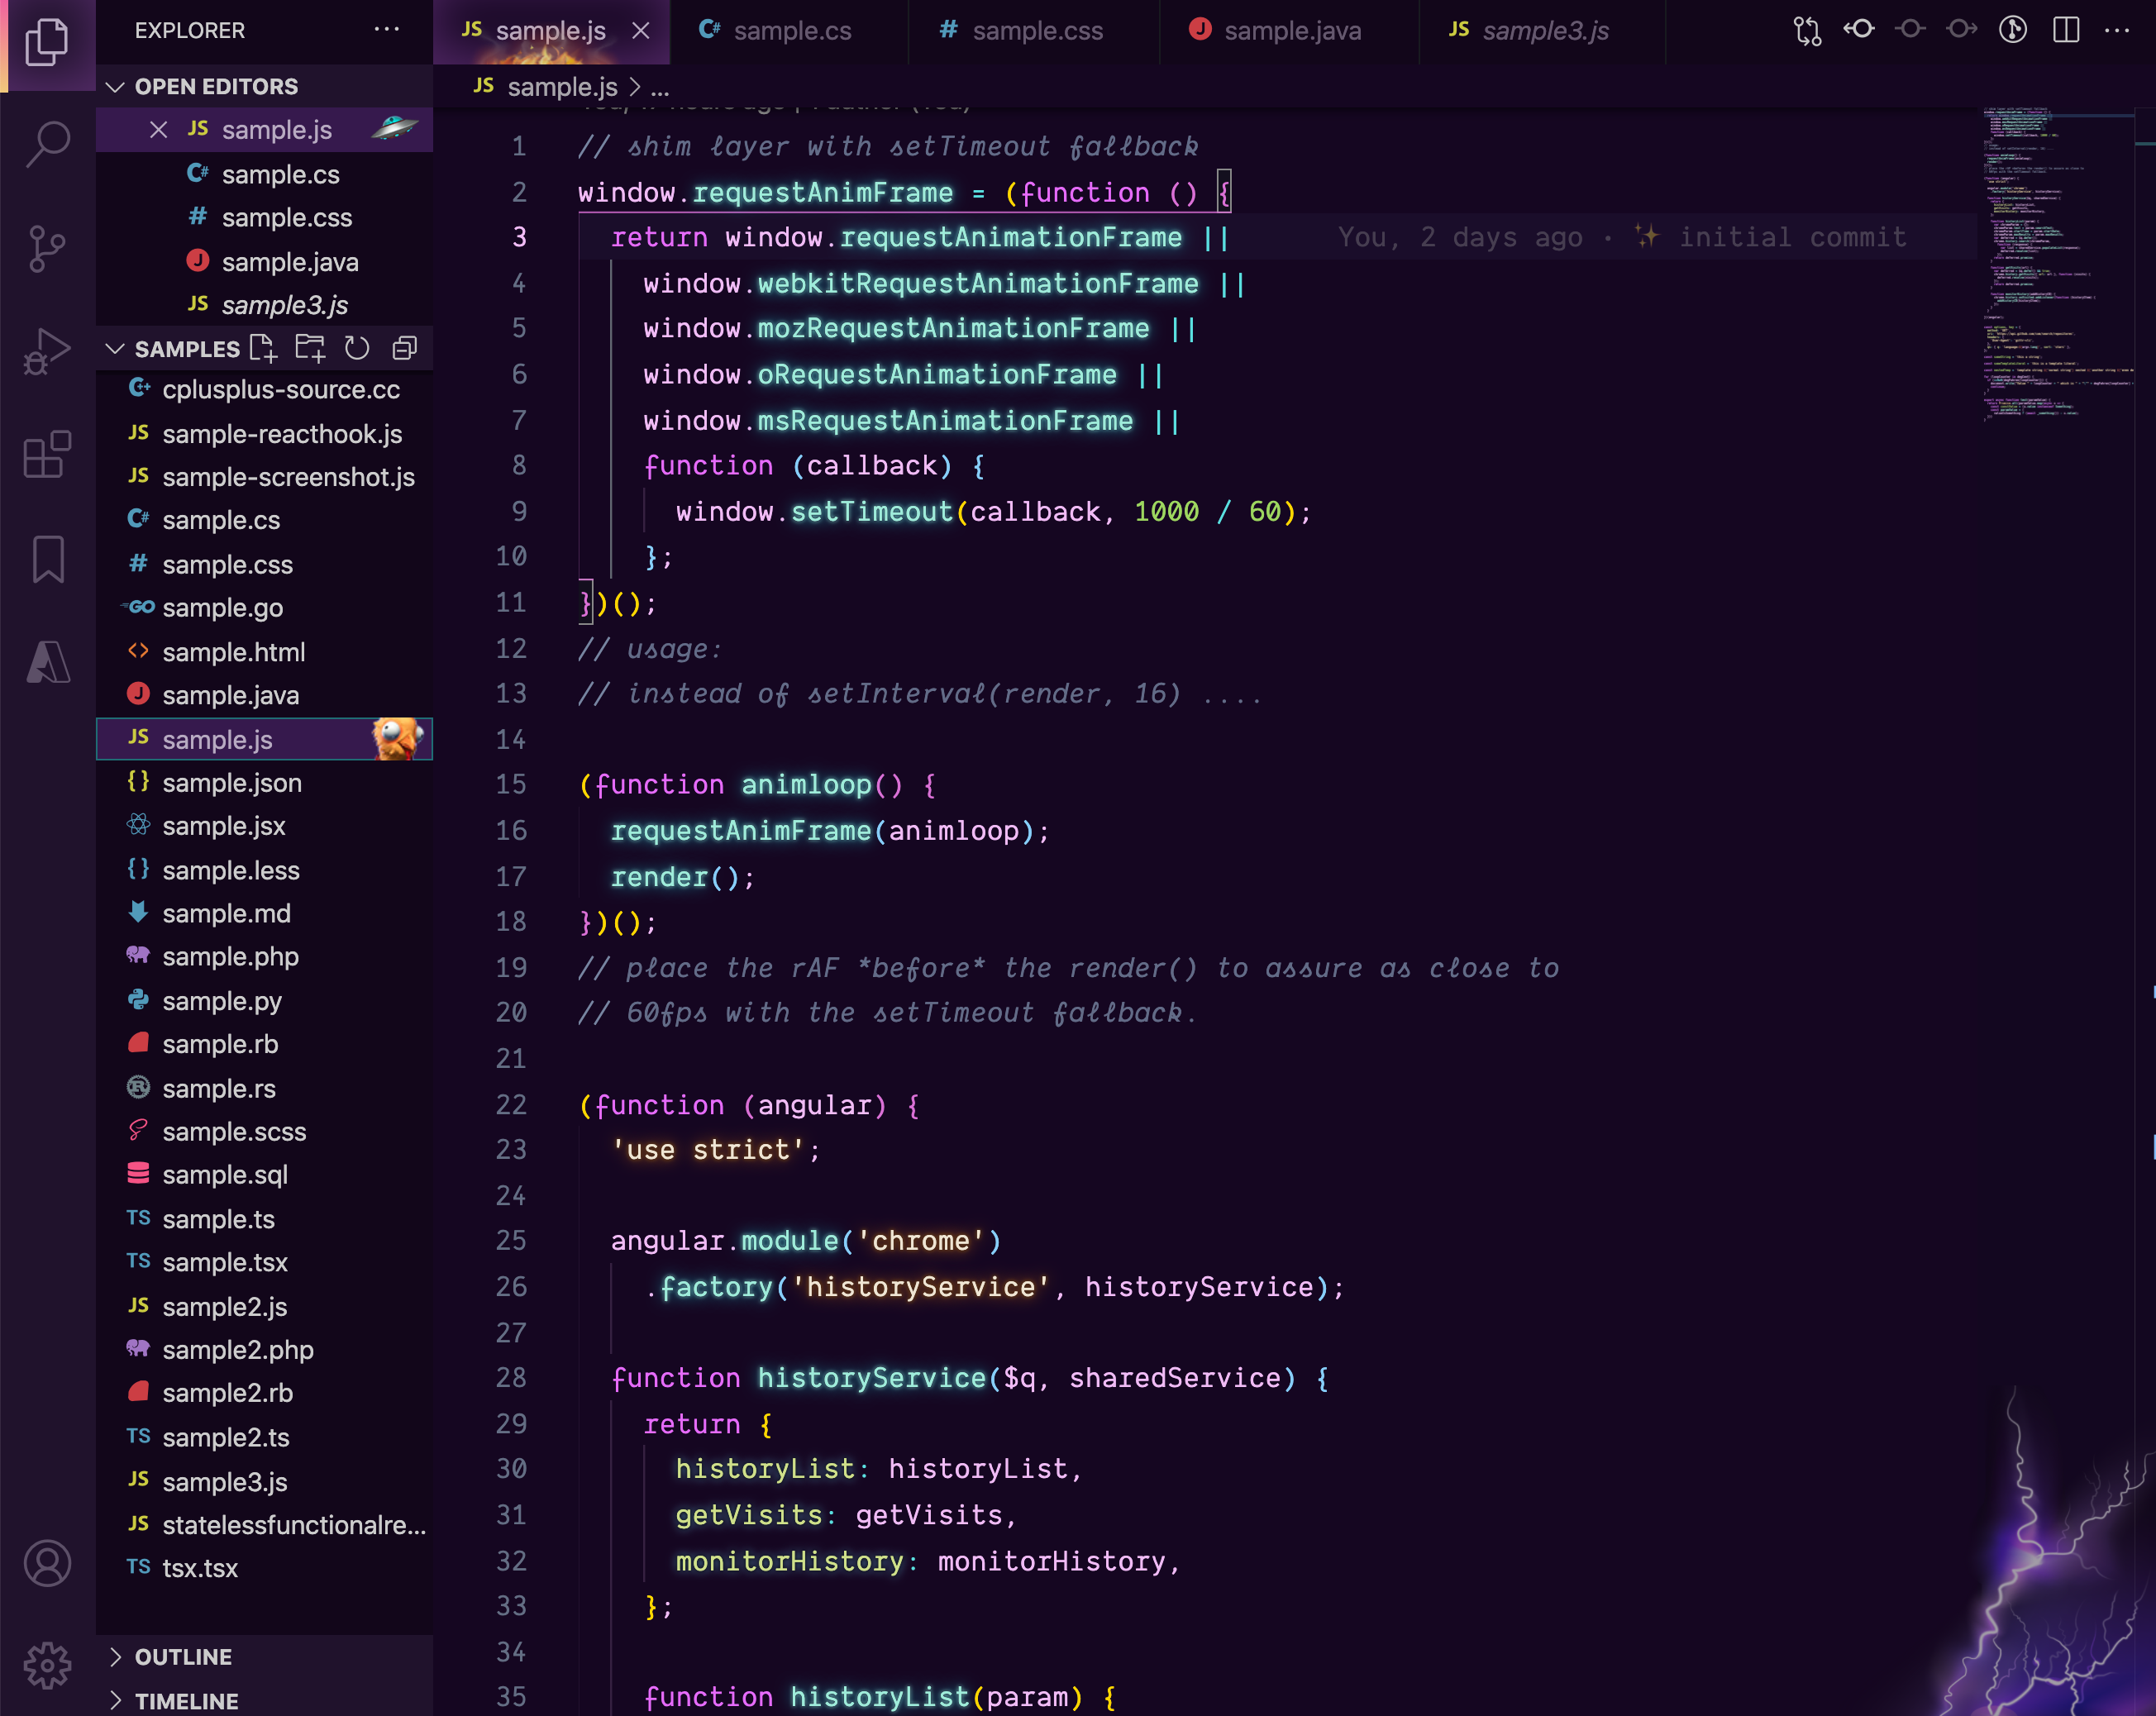 EXPLORER
OPEN EDITORS
JS sample.js
C# sample.cs
# sample.css
J sample.java
JS sample3.js
SAMPLES
C+ cplusplus-source.cc
JS sample-reacthook.js
JS sample-screenshot.js
C# sample.cs
# sample.css
GO sample.go
<> sample.html
J sample.java
JS sample.js
{} sample.json
sample.jsx
{} sample.less
sample.md
sample.php
sample.py
sample.rb
R sample.rs
sample.scss
sample.sql
TS sample.ts
TS sample.tsx
JS sample2.js
sample2.php
sample2.rb
TS sample2.ts
JS sample3.js
JS statelessfunctionalre...
TS tsx.tsx
OUTLINE
TIMELINE
JS sample.js
C# sample.cs
# sample.css
J sample.java
JS sample3.js
JS sample.js > ...
1 // shim layer with setTimeout fallback
2 window.requestAnimFrame = (function () {
3 return window.requestAnimationFrame || You, 2 days ago · ✨ initial commit
4 window.webkitRequestAnimationFrame ||
5 window.mozRequestAnimationFrame ||
6 window.oRequestAnimationFrame ||
7 window.msRequestAnimationFrame ||
8 function (callback) {
9 window.setTimeout(callback, 1000 / 60);
10 };
11 })();
12 // usage:
13 // instead of setInterval(render, 16) ....
14
15 (function animloop() {
16 requestAnimFrame(animloop);
17 render();
18 })();
19 // place the rAF *before* the render() to assure as close to
20 // 60fps with the setTimeout fallback.
21
22 (function (angular) {
23 'use strict';
24
25 angular.module('chrome')
26 .factory('historyService', historyService);
27
28 function historyService($q, sharedService) {
29 return {
30 historyList: historyList,
31 getVisits: getVisits,
32 monitorHistory: monitorHistory,
33 };
34
35 function historyList(param) {